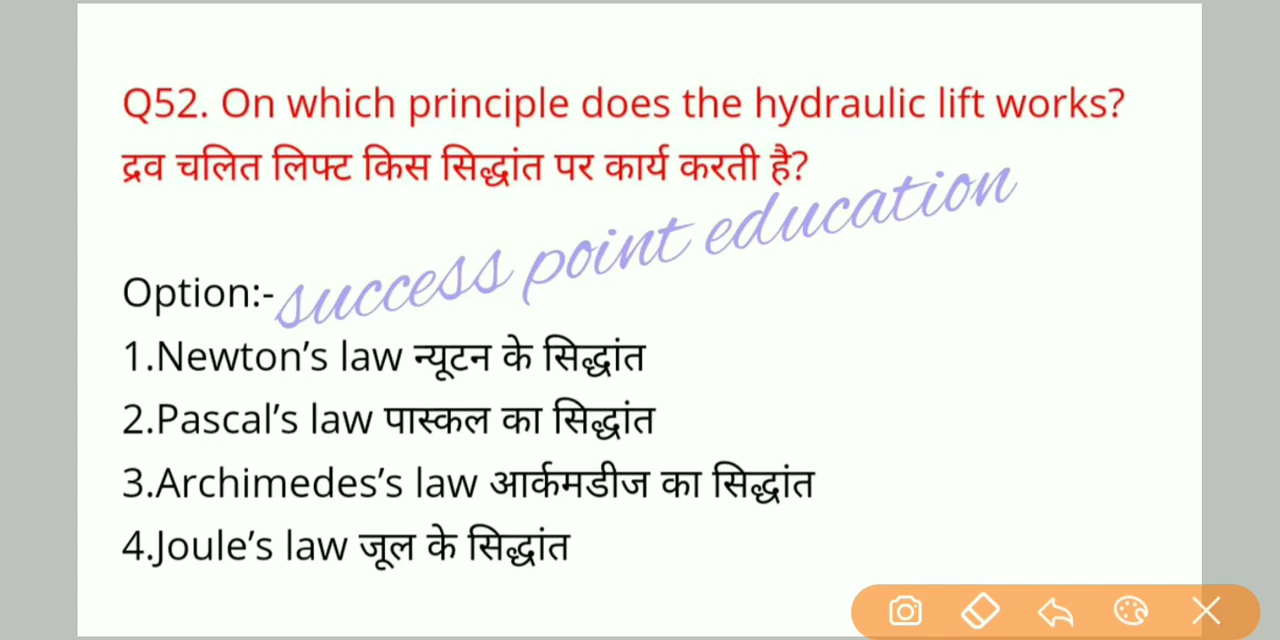 Q52. On which principle does the hydraulic lift works?
द्रव चलित लिफ्ट किस सिद्धांत पर कार्य करती है?
success point education
Option:-
1.Newton’s law न्यूटन के सिद्धांत
2.Pascal’s law पास्कल का सिद्धांत
3.Archimedes’s law आर्कमडीज का सिद्धांत
4.Joule’s law जूल के सिद्धांत